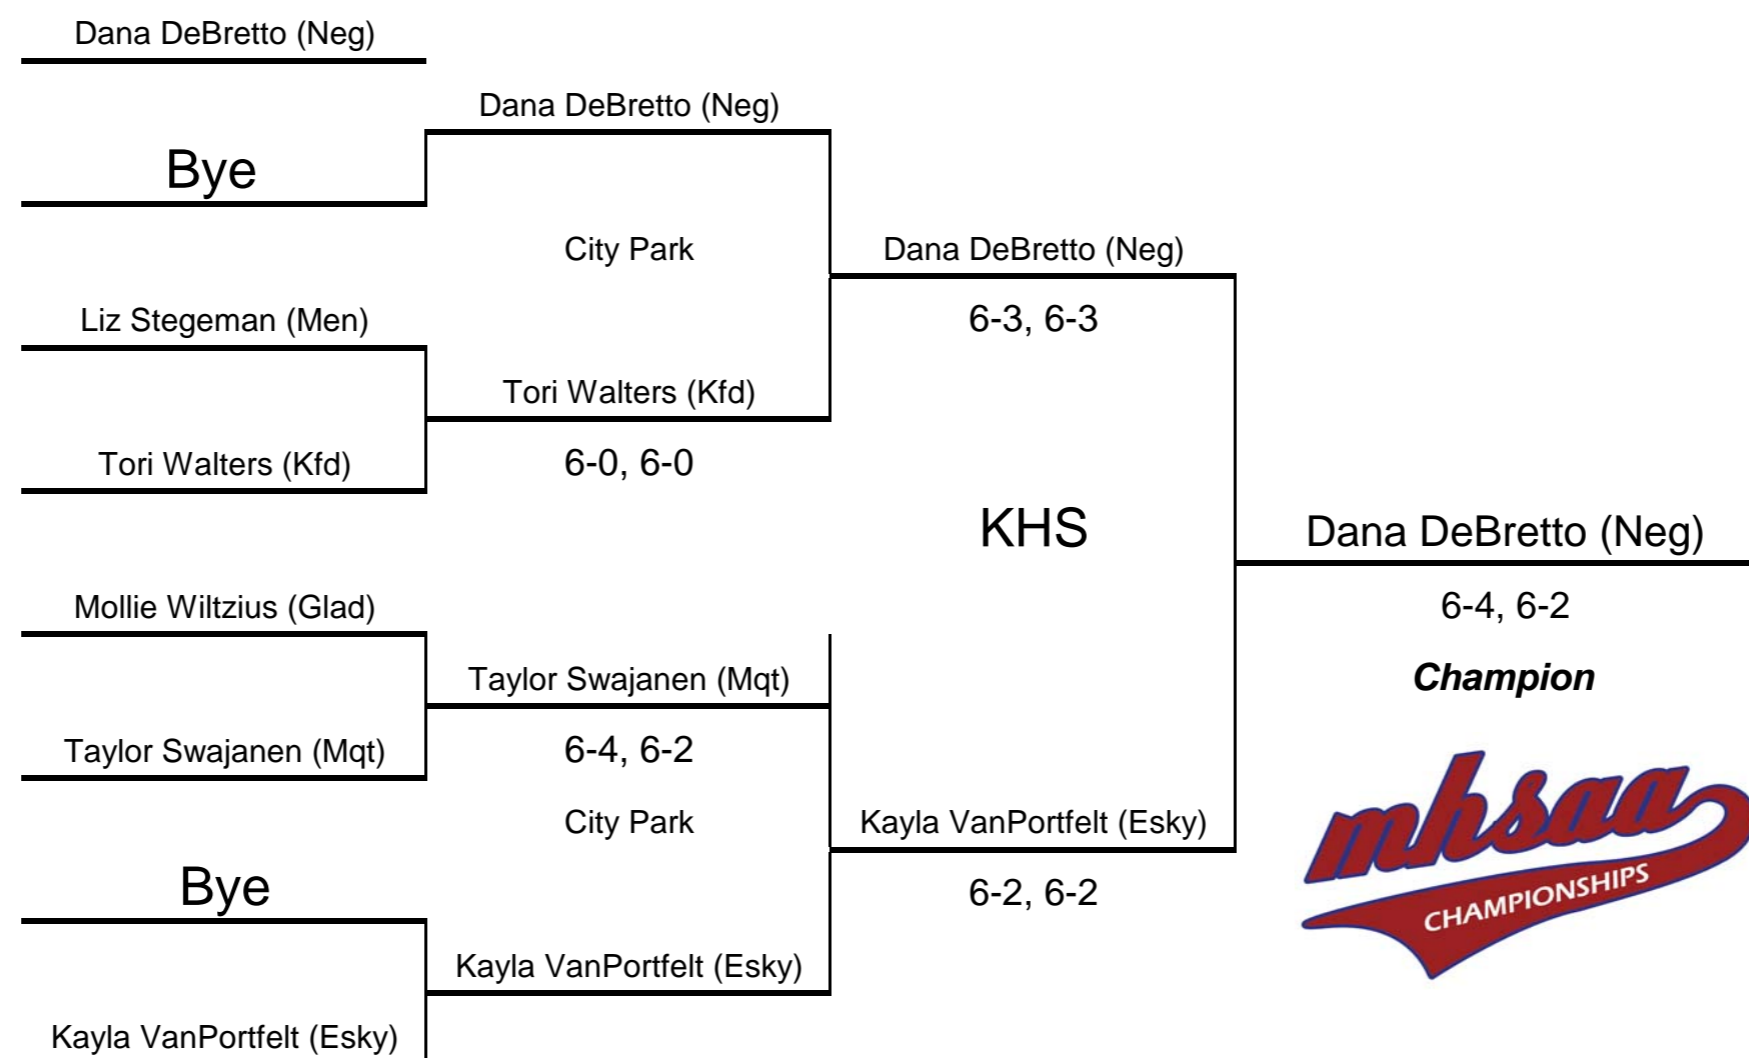 Dana DeBretto (Neg)
Dana DeBretto (Neg)
Bye
City Park
Dana DeBretto (Neg)
Liz Stegeman (Men)
6-3, 6-3
Tori Walters (Kfd)
Tori Walters (Kfd)
6-0, 6-0
KHS
Dana DeBretto (Neg)
Mollie Wiltzius (Glad)
6-4, 6-2
Taylor Swajanen (Mqt)
Champion
Taylor Swajanen (Mqt)
6-4, 6-2
City Park
Kayla VanPortfelt (Esky)
mhsaa
CHAMPIONSHIPS
Bye
6-2, 6-2
Kayla VanPortfelt (Esky)
Kayla VanPortfelt (Esky)